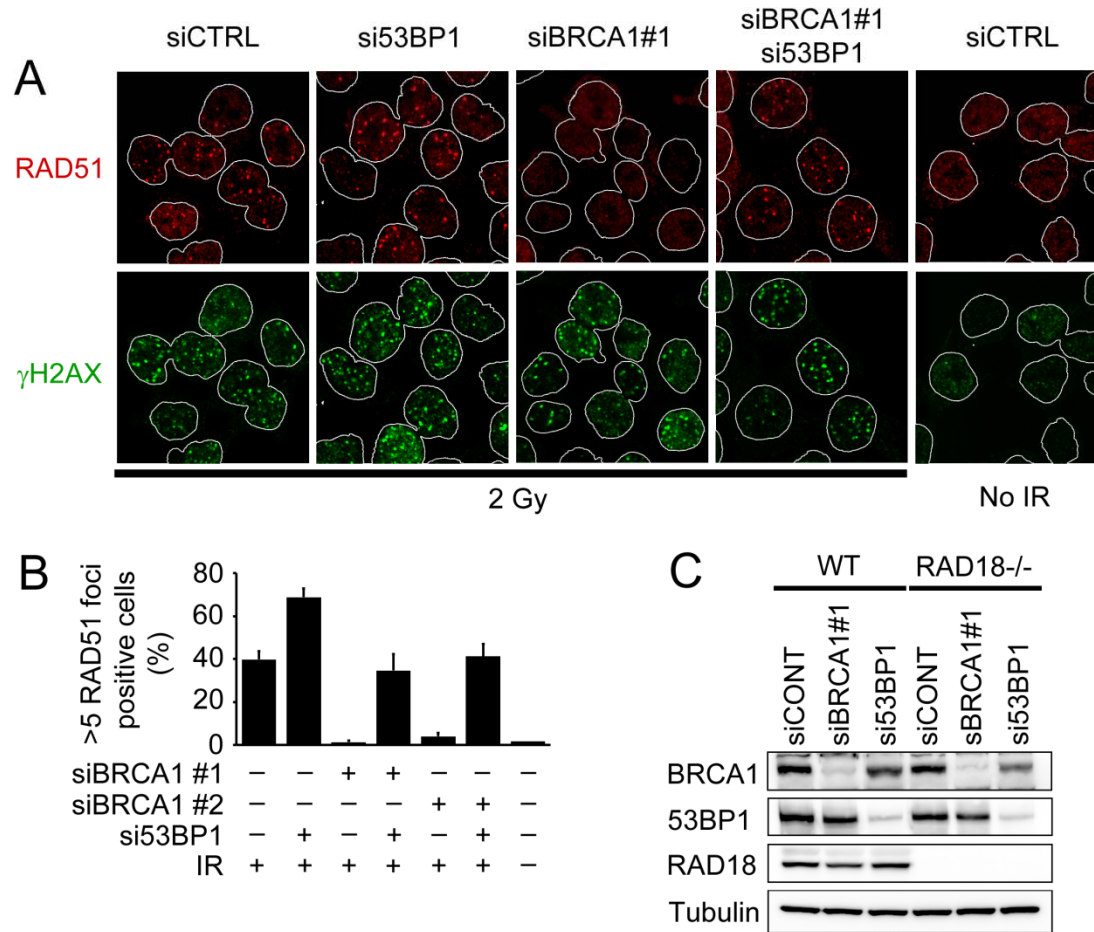 siCTRL si53BP1 siBRCA1#1 siBRCA1#1 si53BP1 siCTRL
A
RAD51
γH2AX
2 Gy No IR
B
>5 RAD51 foci
positive cells
(%)
80
60
40
20
0
siBRCA1 #1 – – + + – – –
siBRCA1 #2 – – – – + + –
si53BP1 – + – + – + –
IR + + + + + + –
C
WT RAD18-/-
siCONT siBRCA1#1 si53BP1 siCONT sBRCA1#1 si53BP1
BRCA1
53BP1
RAD18
Tubulin